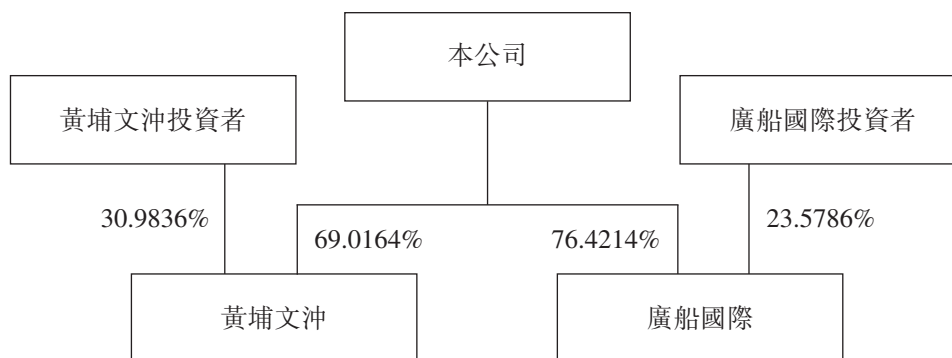 本公司
黃埔文沖投資者
廣船國際投資者
30.9836%
69.0164%
76.4214%
23.5786%
黃埔文沖
廣船國際